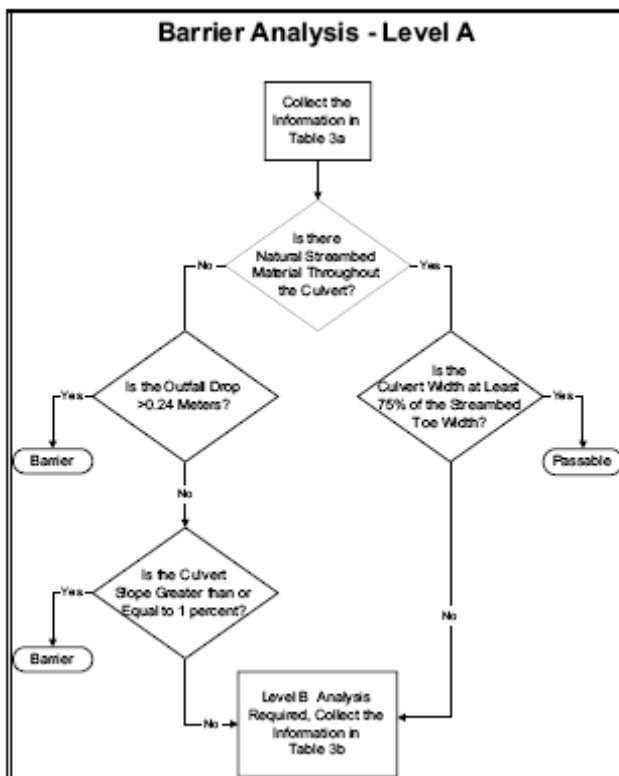 Barrier Analysis - Level A
Collect the
Information in
Table 3a
Is there
Natural Streambed
Material Throughout
the Culvert?
No
Yes
Is the Outfall Drop
>0.24 Meters?
Is the
Culvert Width at Least
75% of the Streambed
Toe Width?
Yes
Yes
Barrier
Passable
No
Is the Culvert
Slope Greater than or
Equal to 1 percent?
Yes
No
Barrier
Level B Analysis
Required, Collect the
Information in
Table 3b
No